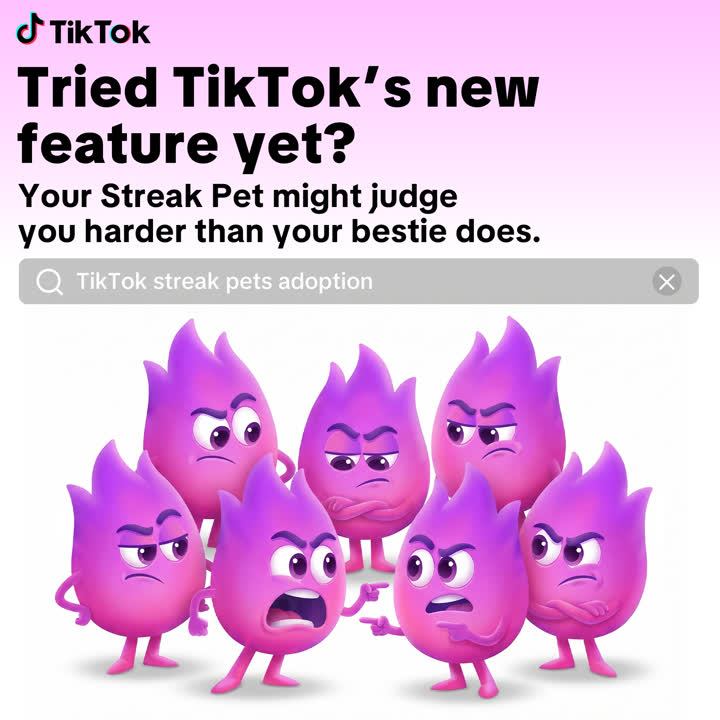 TikTok
Tried TikTok’s new
feature yet?
Your Streak Pet might judge
you harder than your bestie does.
TikTok streak pets adoption